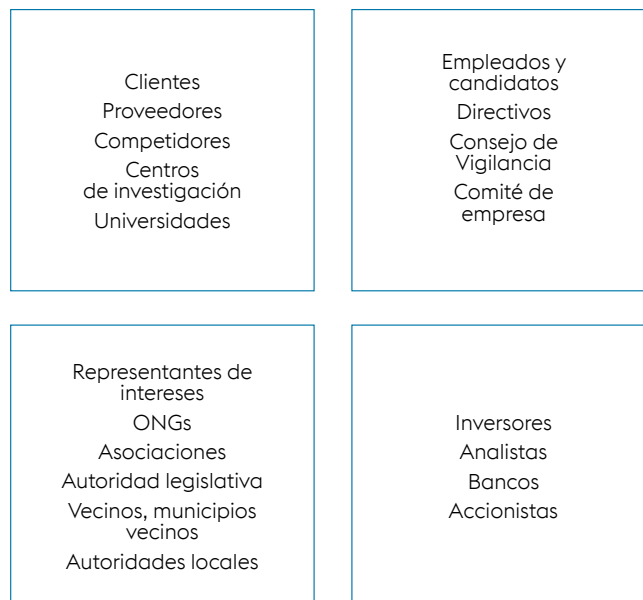 Clientes
Proveedores
Competidores
Centros
de investigación
Universidades
Empleados y
candidatos
Directivos
Consejo de
Vigilancia
Comité de
empresa
Representantes de
intereses
ONGs
Asociaciones
Autoridad legislativa
Vecinos, municipios
vecinos
Autoridades locales
Inversores
Analistas
Bancos
Accionistas